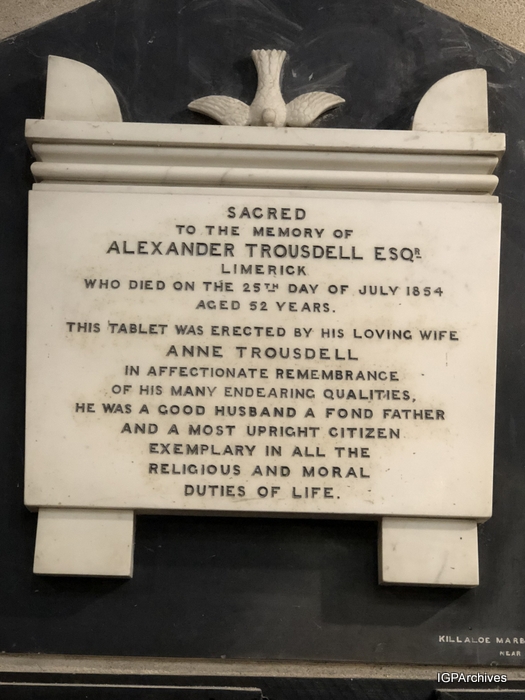 SACRED
TO THE MEMORY OF
ALEXANDER TROUSDELL ESQR
LIMERICK
WHO DIED ON THE 25TH DAY OF JULY 1854
AGED 52 YEARS.
THIS TABLET WAS ERECTED BY HIS LOVING WIFE
ANNE TROUSDELL
IN AFFECTIONATE REMEMBRANCE
OF HIS MANY ENDEARING QUALITIES,
HE WAS A GOOD HUSBAND A FOND FATHER
AND A MOST UPRIGHT CITIZEN
EXEMPLARY IN ALL THE
RELIGIOUS AND MORAL
DUTIES OF LIFE.
KILLALOE MARB
NEAR
IGPArchives